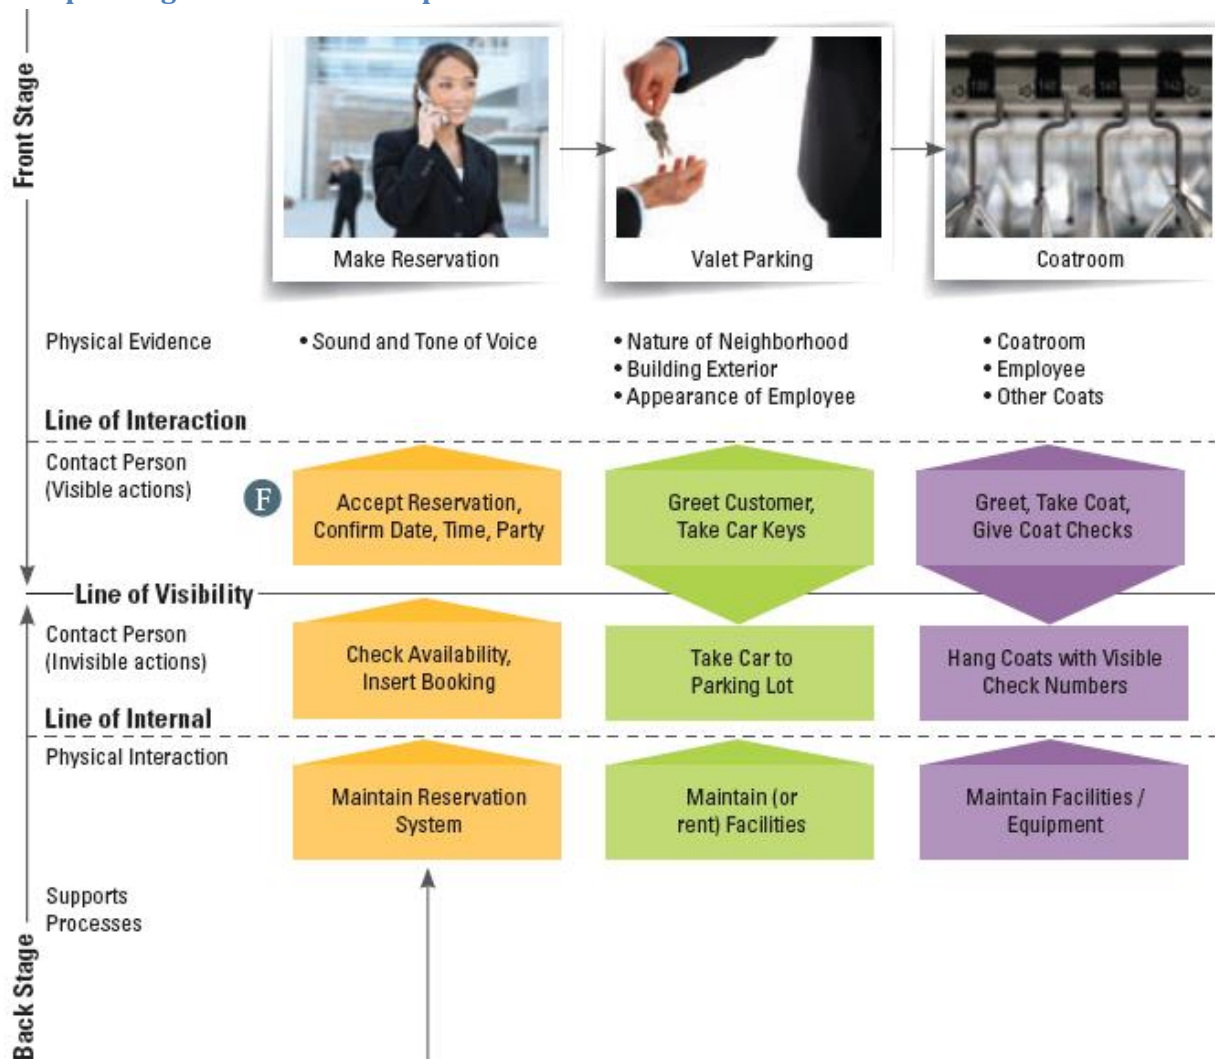 Front Stage
Make Reservation
Valet Parking
Coatroom
Physical Evidence
• Sound and Tone of Voice
• Nature of Neighborhood
• Building Exterior
• Appearance of Employee
• Coatroom
• Employee
• Other Coats
Line of Interaction
Contact Person
(Visible actions)
F
Accept Reservation,
Confirm Date, Time, Party
Greet Customer,
Take Car Keys
Greet, Take Coat,
Give Coat Checks
Line of Visibility
Contact Person
(Invisible actions)
Check Availability,
Insert Booking
Take Car to
Parking Lot
Hang Coats with Visible
Check Numbers
Line of Internal
Physical Interaction
Maintain Reservation
System
Maintain (or
rent) Facilities
Maintain Facilities /
Equipment
Supports
Processes
Back Stage